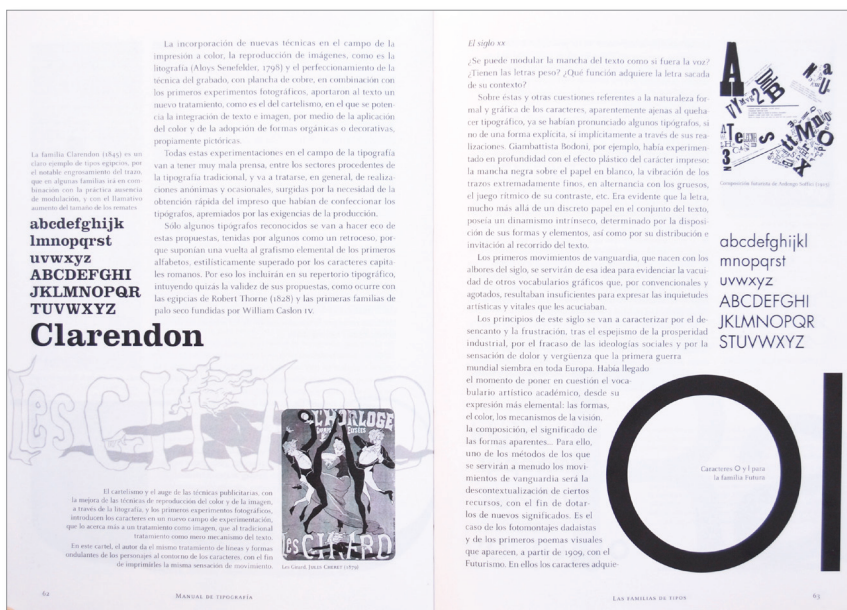 La incorporación de nuevas técnicas en el campo de la
impresión a color, la reproducción de imágenes, como es la
litografía (Aloys Senefelder, 1798) y el perfeccionamiento de la
técnica del grabado, con plancha de cobre, en combinación con
los primeros experimentos fotográficos, aportaron al texto un
nuevo tratamiento, como es el del cartelismo, en el que se poten-
cia la integración de texto e imagen, por medio de la aplicación
del color y de la adopción de formas orgánicas o decorativas,
propiamente pictóricas.
Todas estas experimentaciones en el campo de la tipografía
van a tener muy mala prensa, entre los sectores procedentes de
la tipografía tradicional, y va a tratarse, en general, de realiza-
ciones anónimas y ocasionales, surgidas por la necesidad de la
obtención rápida del impreso que habían de confeccionar los
tipógrafos, apremiados por las exigencias de la producción.
Sólo algunos tipógrafos reconocidos se van a hacer eco de
estas propuestas, tenidas por algunos como un retroceso, por-
que suponían una vuelta al grafismo elemental de los primeros
alfabetos, estilísticamente superado por los caracteres capita-
les romanos. Por eso los incluirán en su repertorio tipográfico,
intuyendo quizás la validez de sus propuestas, como ocurre con
las egipcias de Robert Thorne (1828) y las primeras familias de
palo seco fundidas por William Caslon IV.
La familia Clarendon (1845) es un
claro ejemplo de tipos egipcios, por
el notable engrosamiento del trazo,
que en algunas familias irá en com-
binación con la práctica ausencia
de modulación, y con el llamativo
aumento del tamaño de los remates
abcdefghijk
lmnopqrst
uvwxyz
ABCDEFGHI
JKLMNOPQR
TUVWXYZ
Clarendon
Les GIRARD
El cartelismo y el auge de las técnicas publicitarias, con
la mejora de las técnicas de reproducción del color y de la imagen,
a través de la litografía, y los primeros experimentos fotográficos,
introducen los caracteres en un nuevo campo de experimentación,
que lo acerca más a un tratamiento como imagen, que al tradicional
tratamiento como mero mecanismo del texto.
En este cartel, el autor da el mismo tratamiento de líneas y formas
ondulantes de los personajes al contorno de los caracteres, con el fin
de imprimirles la misma sensación de movimiento.
L'HORLOGE
Les GIRARD
Les Girard, JULES CHERET (1879)
62
MANUAL DE TIPOGRAFÍA
El siglo XX
¿Se puede modular la mancha del texto como si fuera la voz?
¿Tienen las letras peso? ¿Qué función adquiere la letra sacada
de su contexto?
Sobre éstas y otras cuestiones referentes a la naturaleza for-
mal y gráfica de los caracteres, aparentemente ajenas al queha-
cer tipográfico, ya se habían pronunciado algunos tipógrafos, si
no de una forma explícita, sí implícitamente a través de sus rea-
lizaciones. Giambattista Bodoni, por ejemplo, había experimen-
tado en profundidad con el efecto plástico del carácter impreso:
la mancha negra sobre el papel en blanco, la vibración de los
trazos extremadamente finos, en alternancia con los gruesos,
el juego rítmico de su contraste, etc. Era evidente que la letra,
mucho más allá de un discreto papel en el conjunto del texto,
poseía un dinamismo intrínseco, determinado por la disposi-
ción de sus formas y elementos, así como por su distribución e
invitación al recorrido del texto.
Los primeros movimientos de vanguardia, que nacen con los
albores del siglo, se servirán de esa idea para evidenciar la vacui-
dad de otros vocabularios gráficos que, por convencionales y
agotados, resultaban insuficientes para expresar las inquietudes
artísticas y vitales que les acuciaban.
Los principios de este siglo se van a caracterizar por el de-
sencanto y la frustración, tras el espejismo de la prosperidad
industrial, por el fracaso de las ideologías sociales y por la
sensación de dolor y vergüenza que la primera guerra
mundial siembra en toda Europa. Había llegado
el momento de poner en cuestión el voca-
bulario artístico académico, desde su
expresión más elemental: las formas,
el color, los mecanismos de la visión,
la composición, el significado de
las formas aparentes... Para ello,
uno de los métodos de los que
se servirán a menudo los movi-
mientos de vanguardia será la
descontextualización de ciertos
recursos, con el fin de dotar-
los de nuevos significados. Es el
caso de los fotomontajes dadaístas
y de los primeros poemas visuales
que aparecen, a partir de 1909, con el
Futurismo. En ellos los caracteres adquie-
Composición futurista de Ardengo Soffici
abcdefghijkl
mnopqrst
uvwxyz
ABCDEFGHI
JKLMNOPQR
STUVWXYZ
OI
Caracteres O y I para
la familia Futura
LAS FAMILIAS DE TIPOS
63